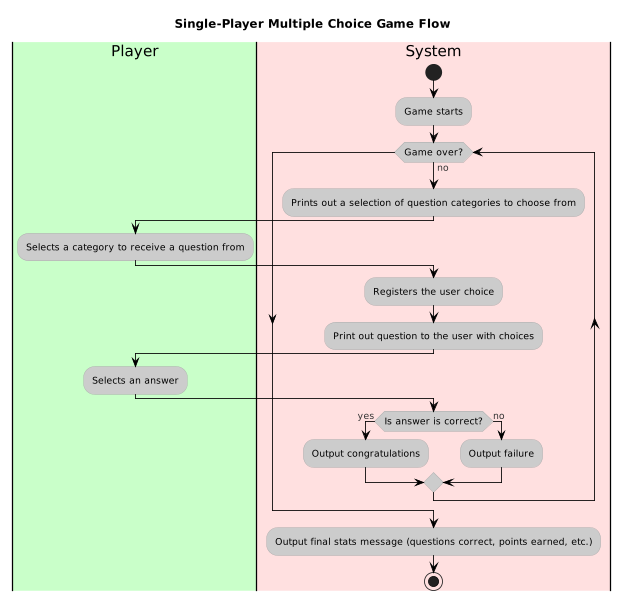 Single-Player Multiple Choice Game Flow
Player
System
Game starts
Game over?
no
Prints out a selection of question categories to choose from
Selects a category to receive a question from
Registers the user choice
Print out question to the user with choices
Selects an answer
yes
Is answer is correct?
no
Output congratulations
Output failure
Output final stats message (questions correct, points earned, etc.)